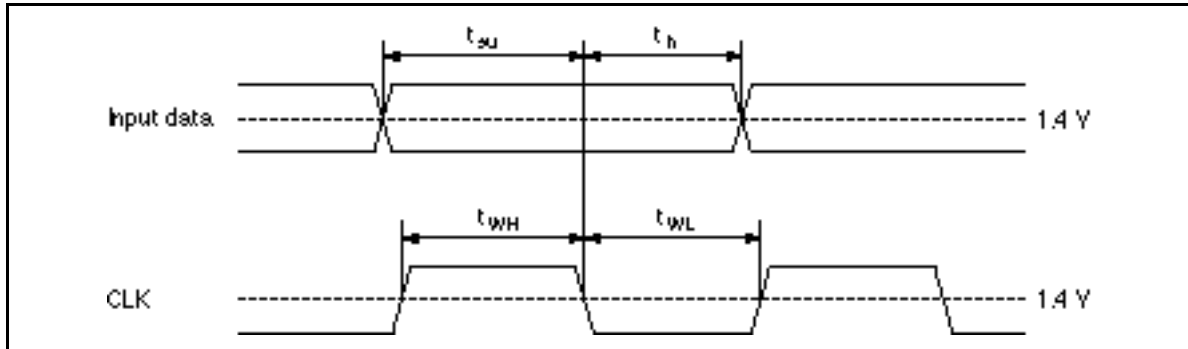 t su
t h
Input data
1.4 V
t WH
t WL
CLK
1.4 V